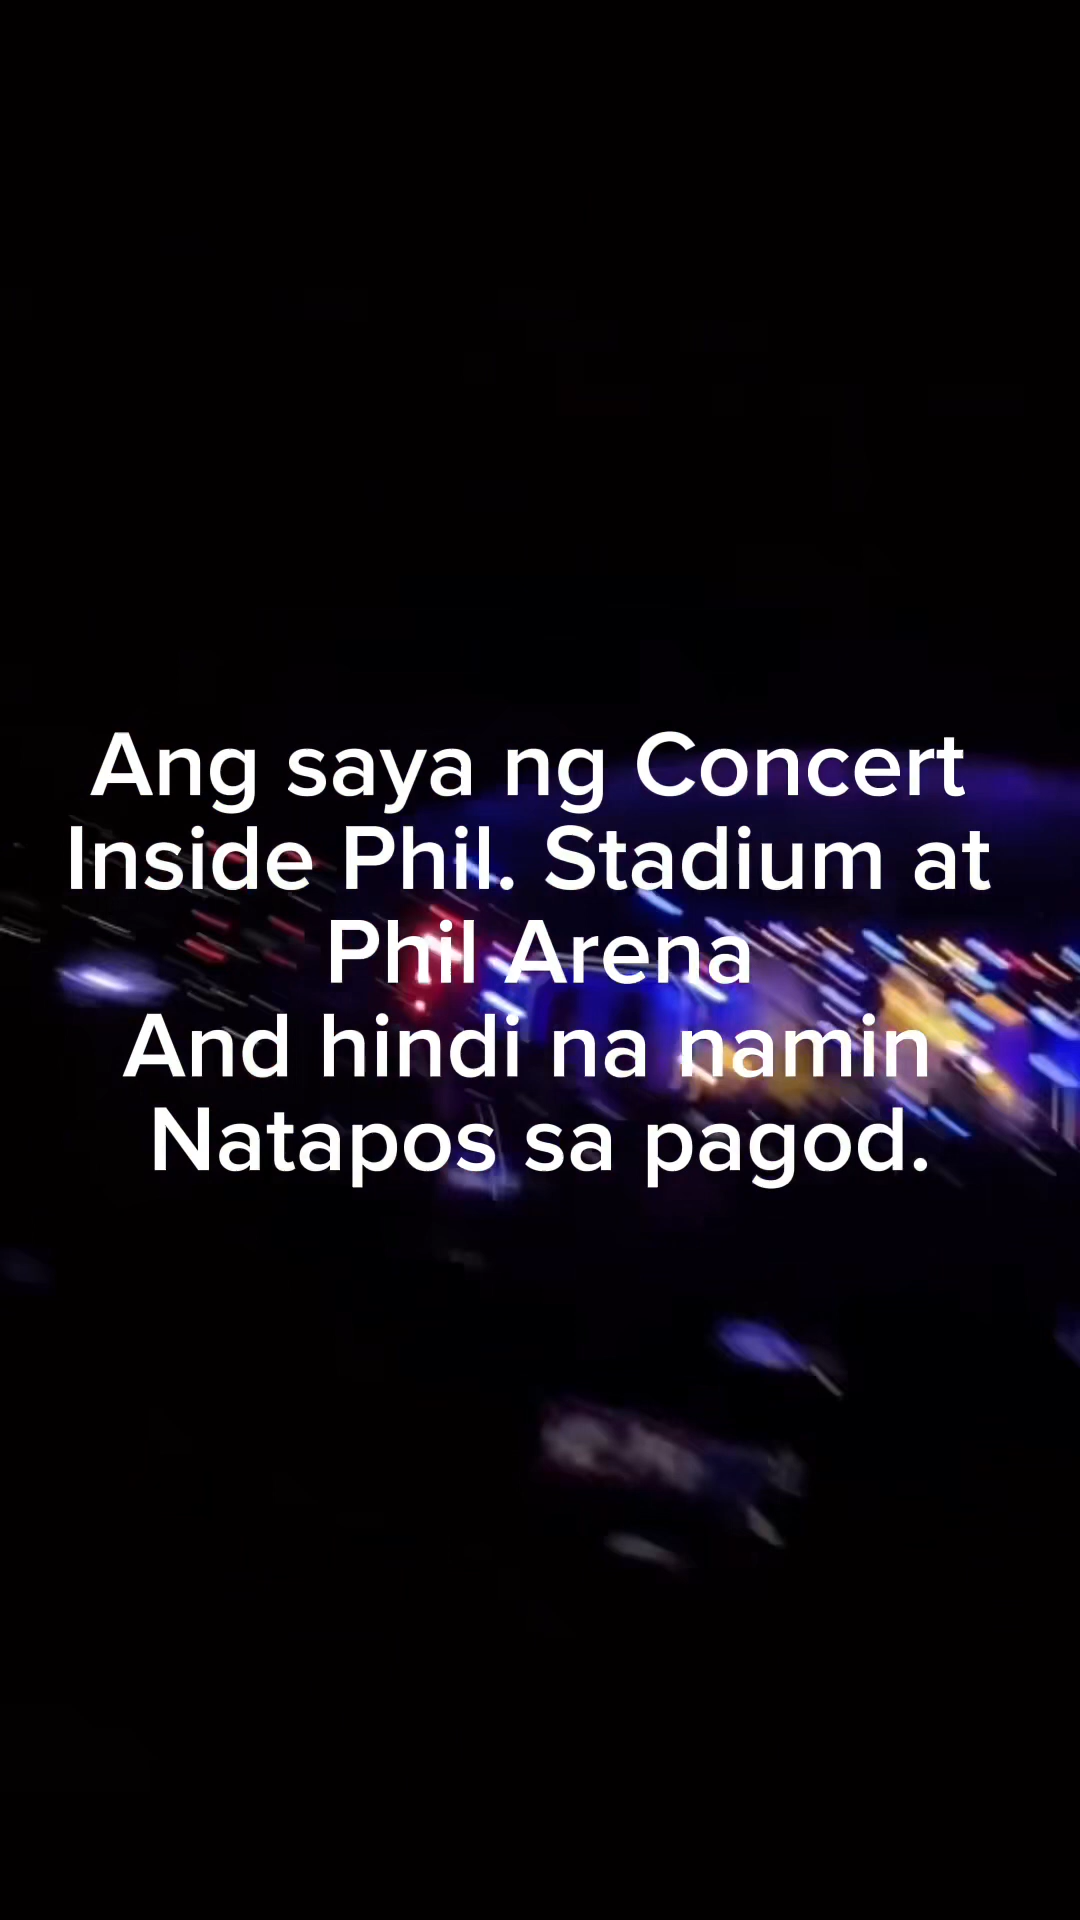 Ang saya ng Concert
Inside Phil. Stadium at
Phil Arena
And hindi na namin
Natapos sa pagod.